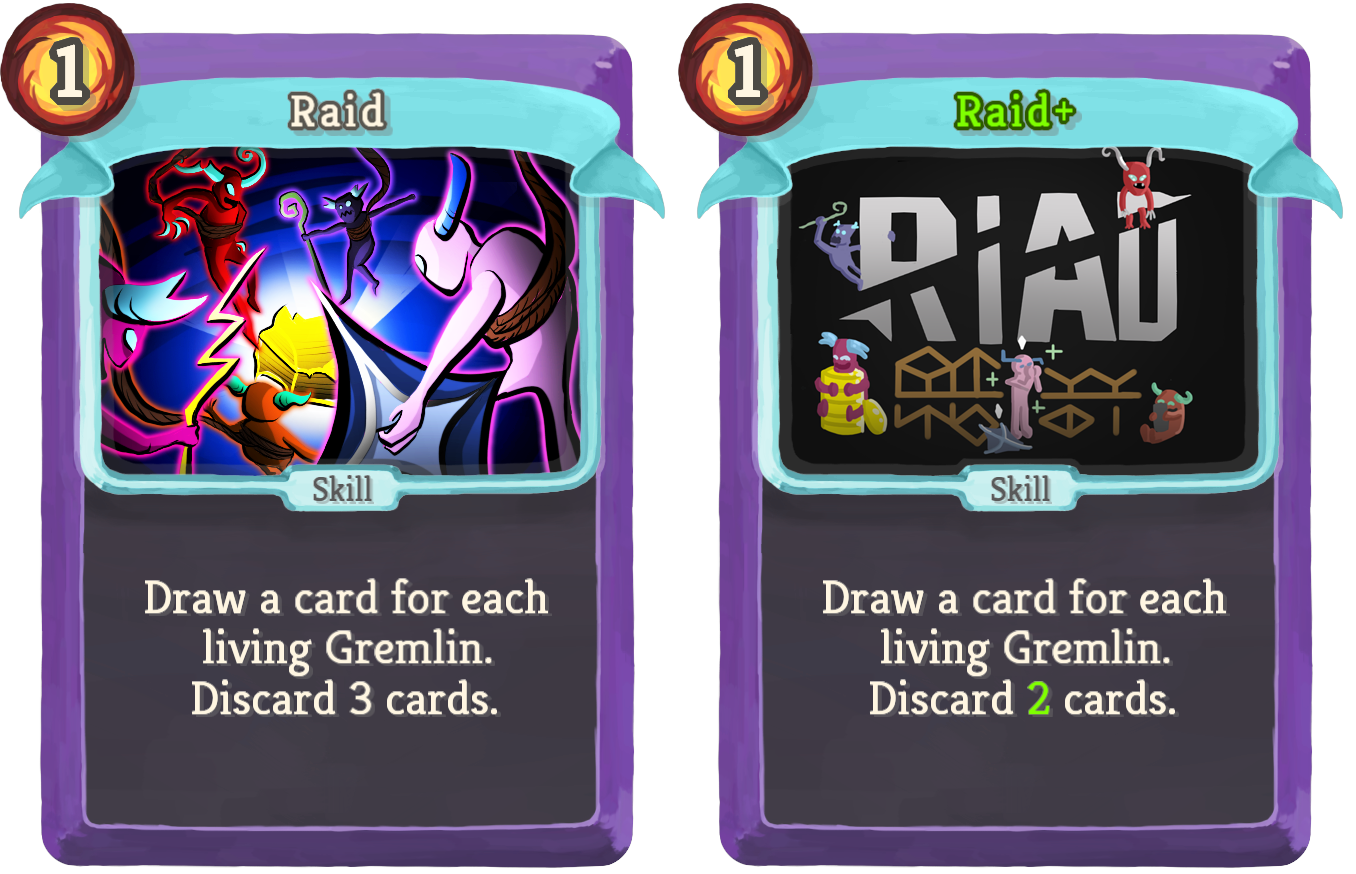 1
Raid
Skill
Draw a card for each
living Gremlin.
Discard 3 cards.
1
Raid+
RIAD
Skill
Draw a card for each
living Gremlin.
Discard 2 cards.